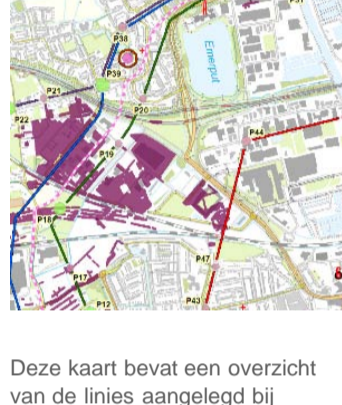 P38
Emerput
P39
P21
P20
P22
P44
P19
P18
P47
P17
P12
P43
Deze kaart bevat een overzicht
van de linies aangelegd bij